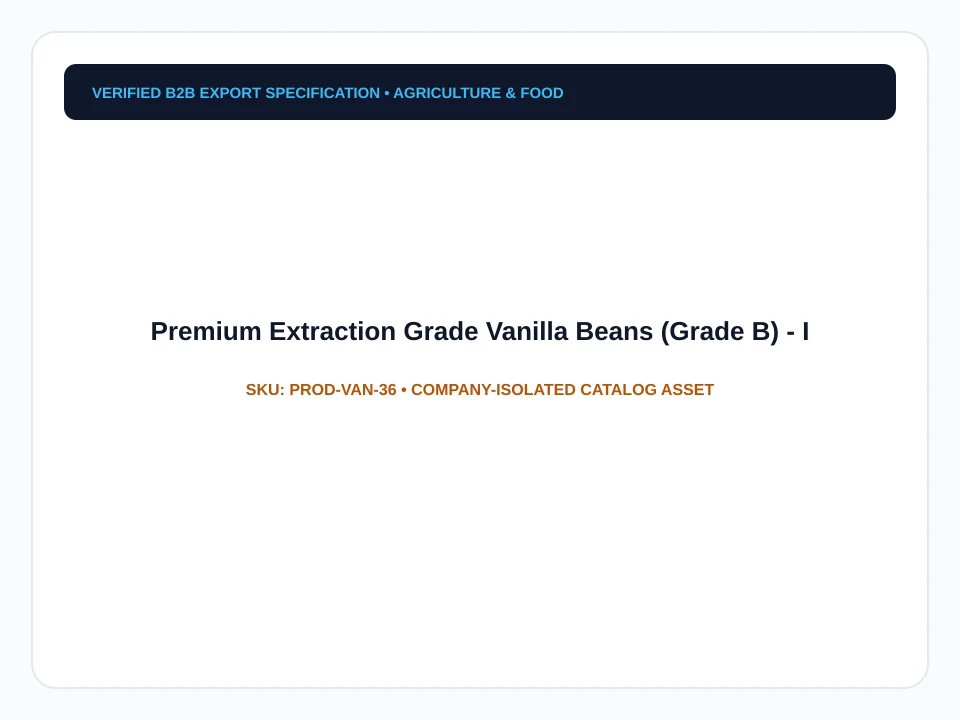 VERIFIED B2B EXPORT SPECIFICATION • AGRICULTURE & FOOD
Premium Extraction Grade Vanilla Beans (Grade B) - I
SKU: PROD-VAN-36 • COMPANY-ISOLATED CATALOG ASSET